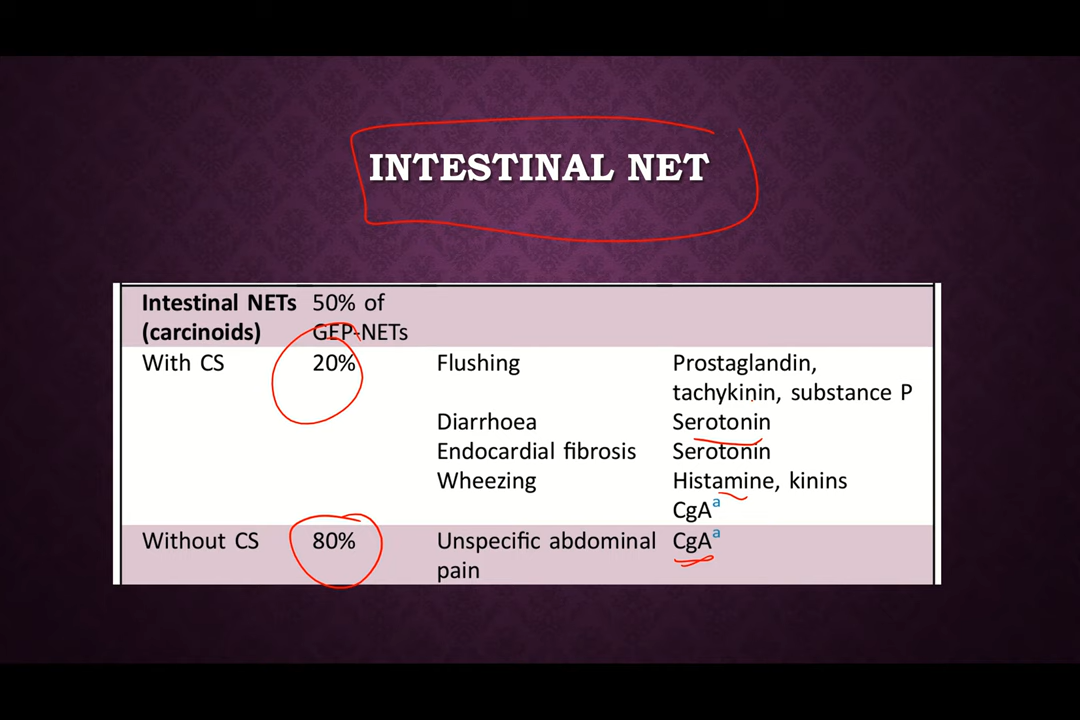 INTESTINAL NET
Intestinal NETs 50% of
(carcinoids) GEP-NETs
With CS 20% Flushing Prostaglandin,
tachykinin, substance P
Diarrhoea Serotonin
Endocardial fibrosis Serotonin
Wheezing Histamine, kinins
CgAa
Without CS 80% Unspecific abdominal CgAa
pain